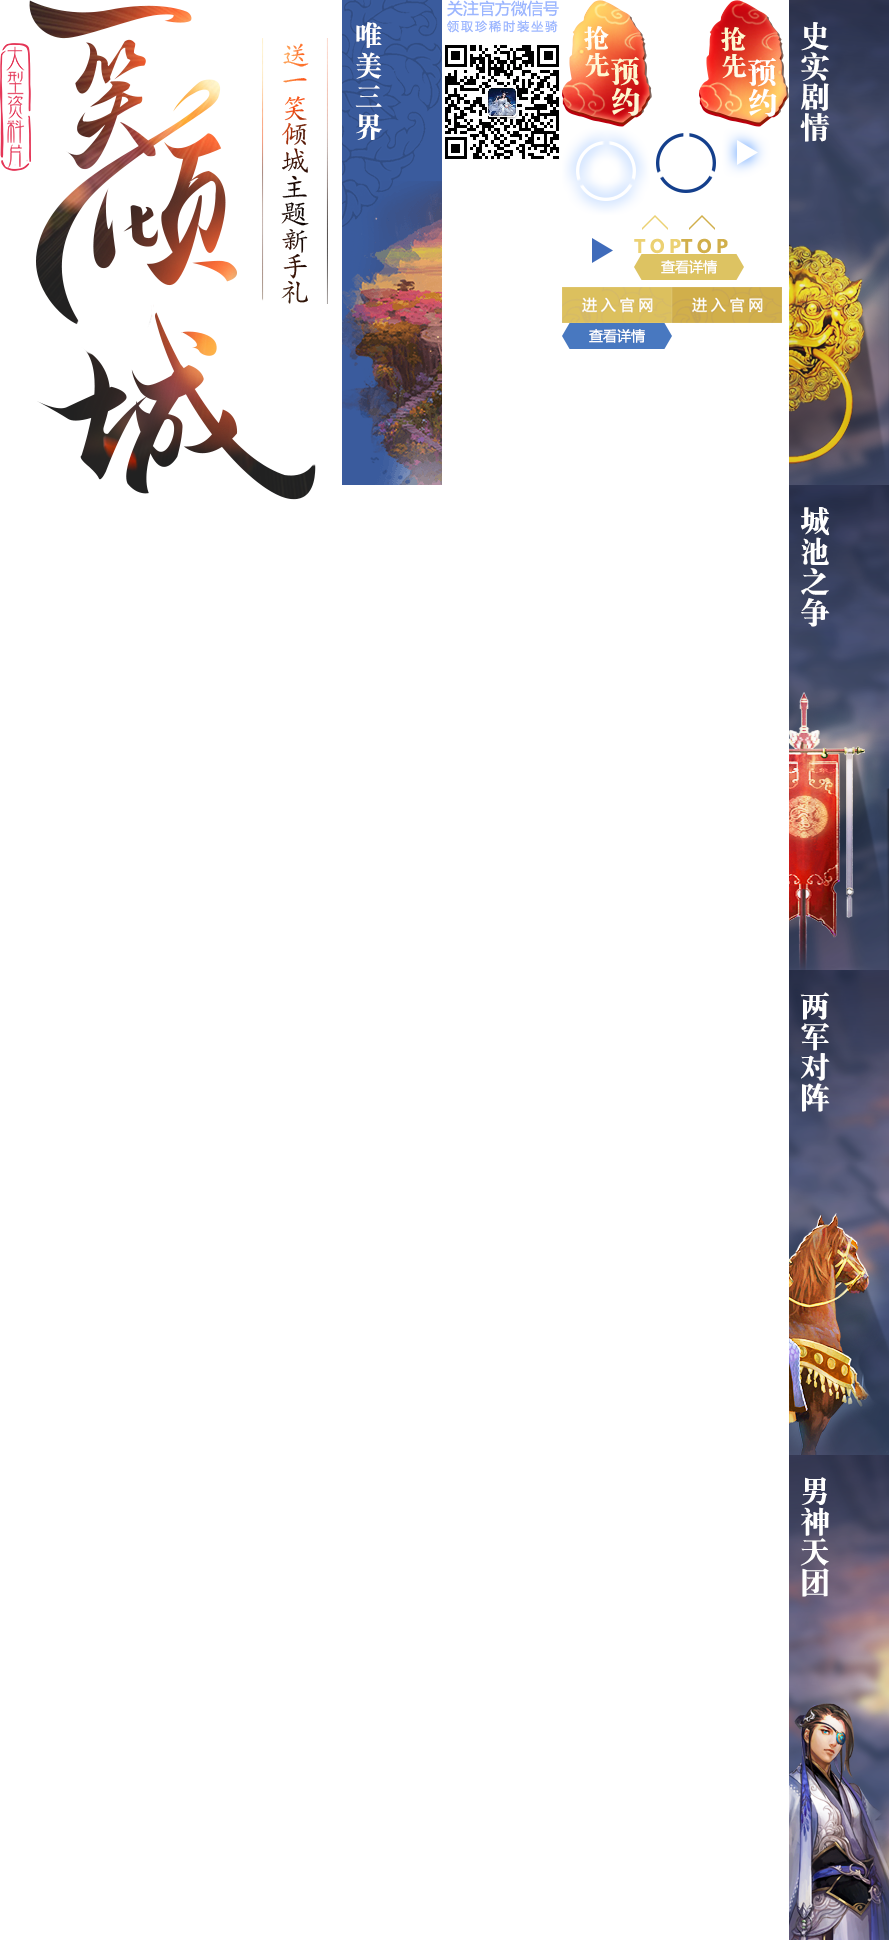 大型资料片
一笑倾城
送一笑倾城主题新手礼
唯美三界
关注官方微信号
领取珍稀时装坐骑
抢先
预约
抢先
预约
TOP
TOP
查看详情
进入官网
进入官网
查看详情
史实剧情
城池之争
两军对阵
男神天团